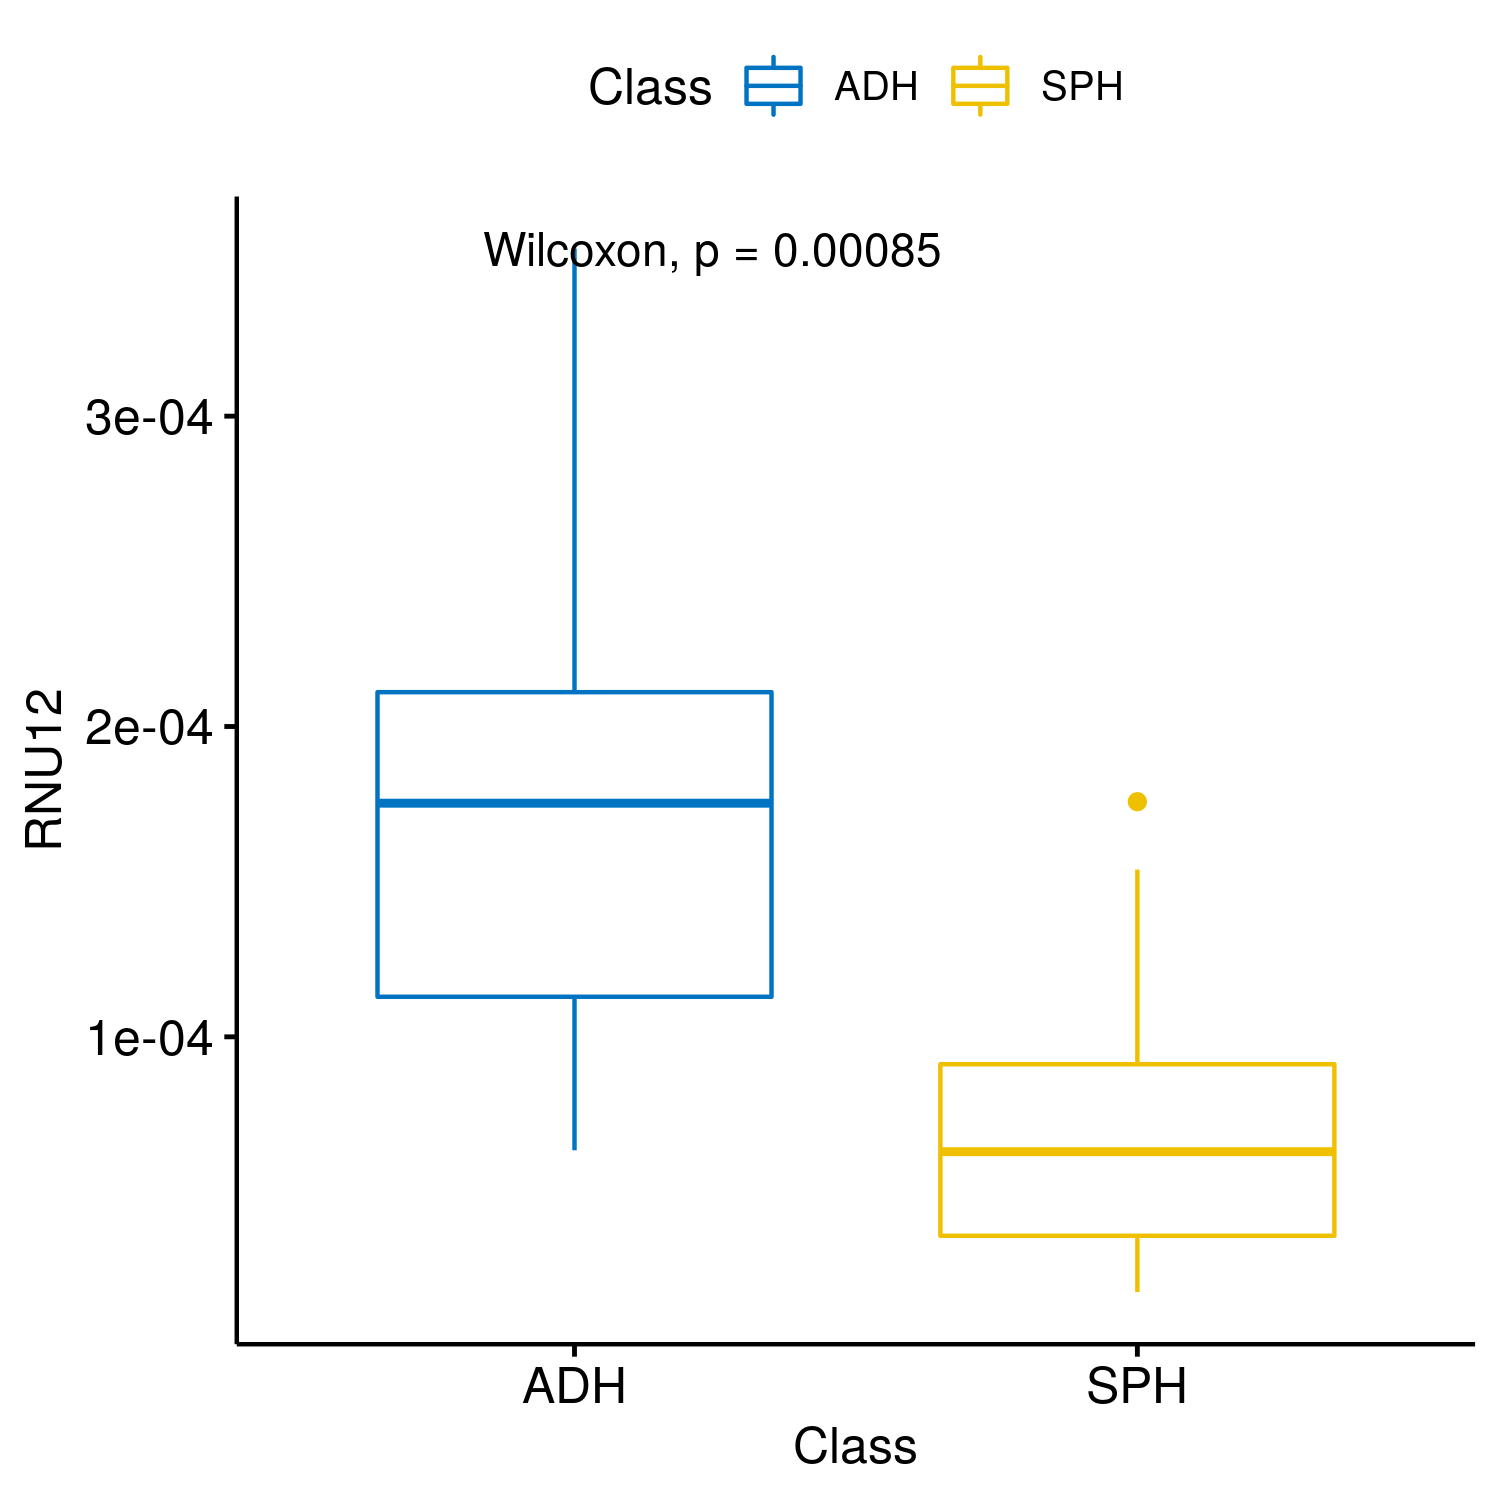 Class ADH SPH
Wilcoxon, p = 0.00085
3e-04
2e-04
1e-04
RNU12
ADH SPH
Class